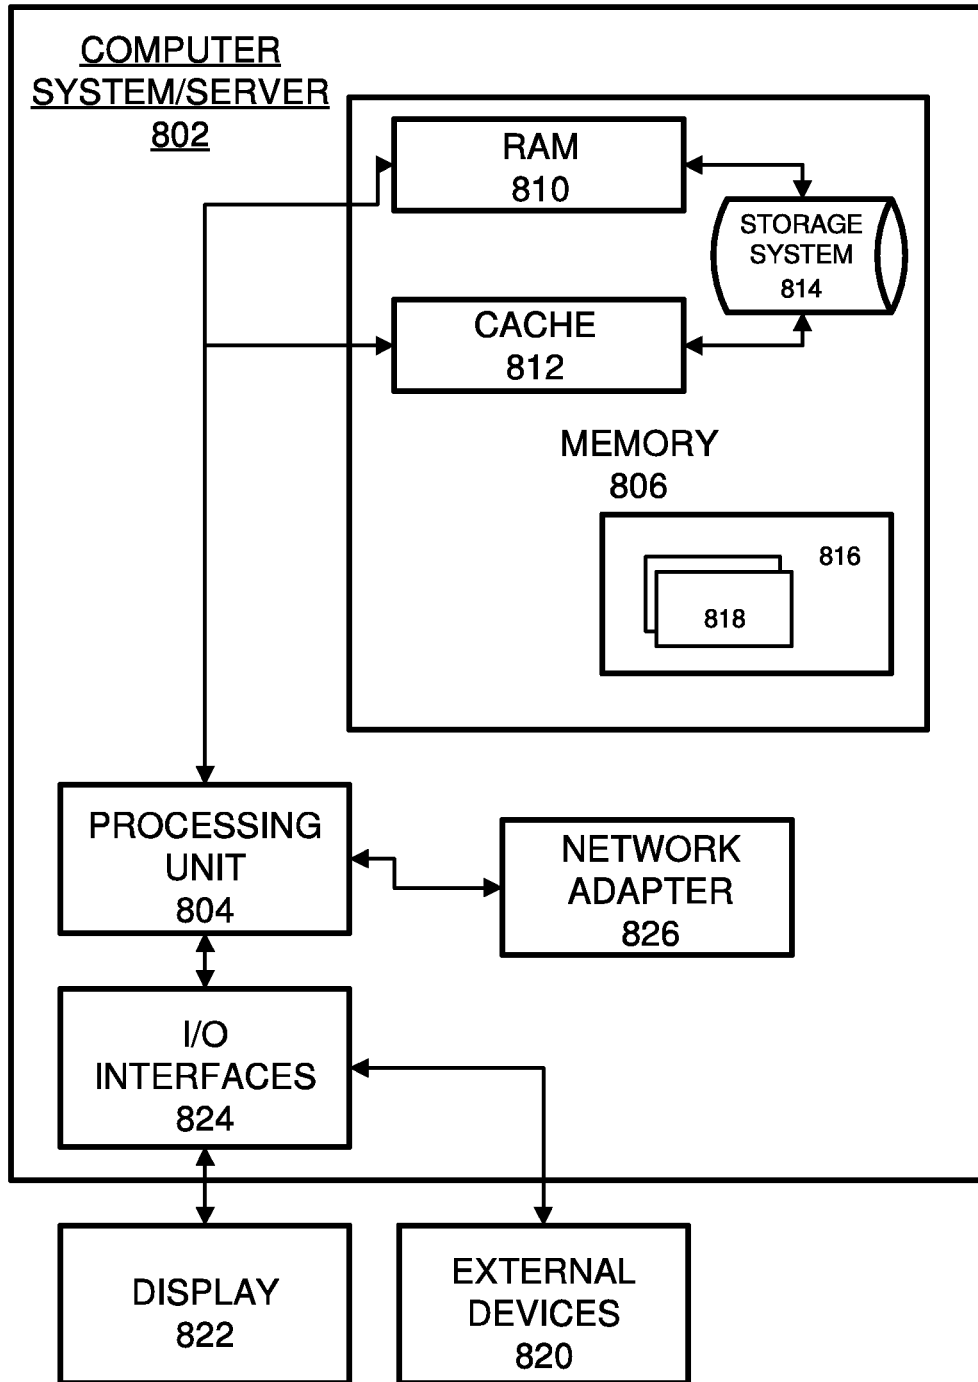 COMPUTER
SYSTEM/SERVER
802
RAM
810
STORAGE
SYSTEM
814
CACHE
812
MEMORY
806
816
818
PROCESSING
UNIT
804
NETWORK
ADAPTER
826
I/O
INTERFACES
824
DISPLAY
822
EXTERNAL
DEVICES
820